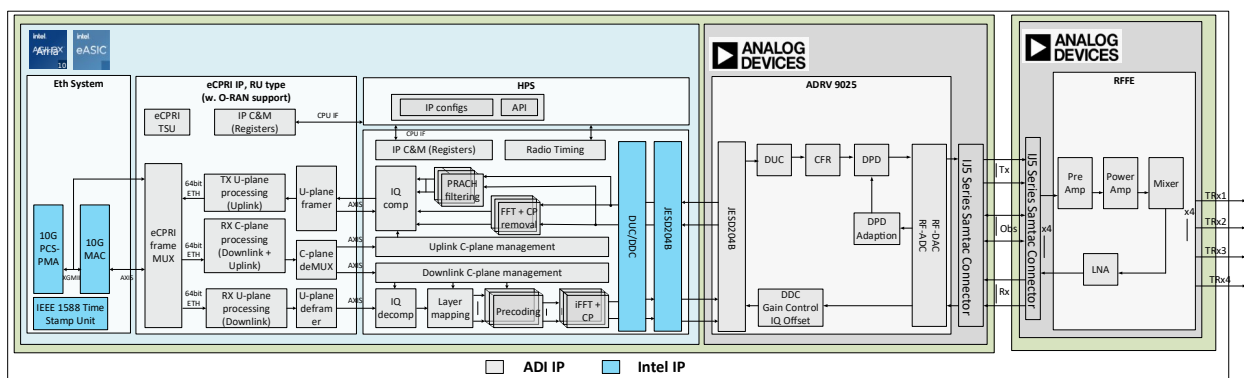 intel
AGILEX
Arria
10
intel
eASIC
Eth System
10G
PCS-
PMA
10G
MAC
XGMII
AXIS
IEEE 1588 Time
Stamp Unit
eCPRI IP, RU type
(w. O-RAN support)
eCPRI
TSU
IP C&M
(Registers)
CPU IF
eCPRI
frame
MUX
64bit
ETH
TX U-plane
processing
(Uplink)
U-plane
framer
AXIS
64bit
ETH
RX C-plane
processing
(Downlink +
Uplink)
C-plane
deMUX
AXIS
64bit
ETH
RX U-plane
processing
(Downlink)
U-plane
defram
er
AXIS
HPS
IP configs
API
CPU IF
IP C&M (Registers)
Radio Timing
IQ
comp
PRACH
filtering
FFT + CP
removal
Uplink C-plane management
Downlink C-plane management
IQ
decomp
Layer
mapping
Precoding
iFFT +
CP
DUC/DDC
JESD204B
ANALOG
DEVICES
ADRV 9025
JESD204B
DUC
CFR
DPD
DPD
Adaption
DDC
Gain Control
IQ Offset
RF-DAC
RF-ADC
IJ5 Series Samtac Connector
Tx
Obs
Rx
IJ5 Series Samtac Connector
x4
ANALOG
DEVICES
RFFE
Pre
Amp
Power
Amp
Mixer
LNA
x4
TRx1
TRx2
TRx3
TRx4
ADI IP
Intel IP